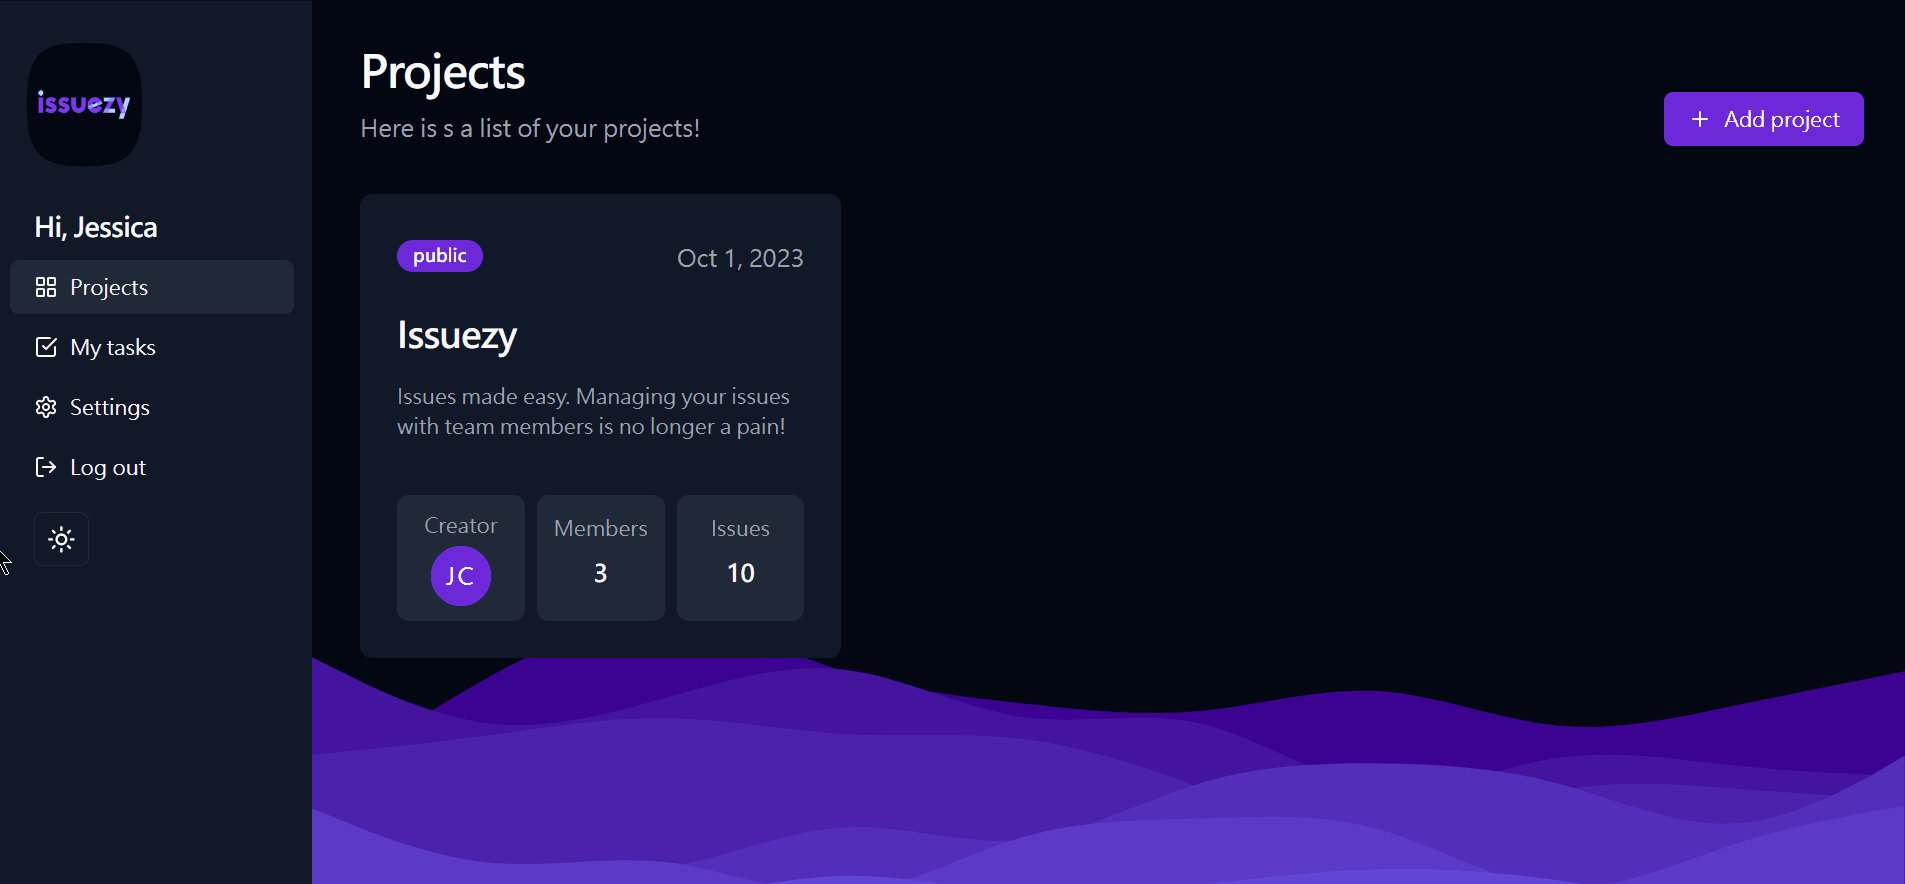 issuezy
Hi, Jessica
Projects
My tasks
Settings
Log out
Projects
Here is s a list of your projects!
+ Add project
public
Oct 1, 2023
Issuezy
Issues made easy. Managing your issues
with team members is no longer a pain!
Creator
JC
Members
3
Issues
10